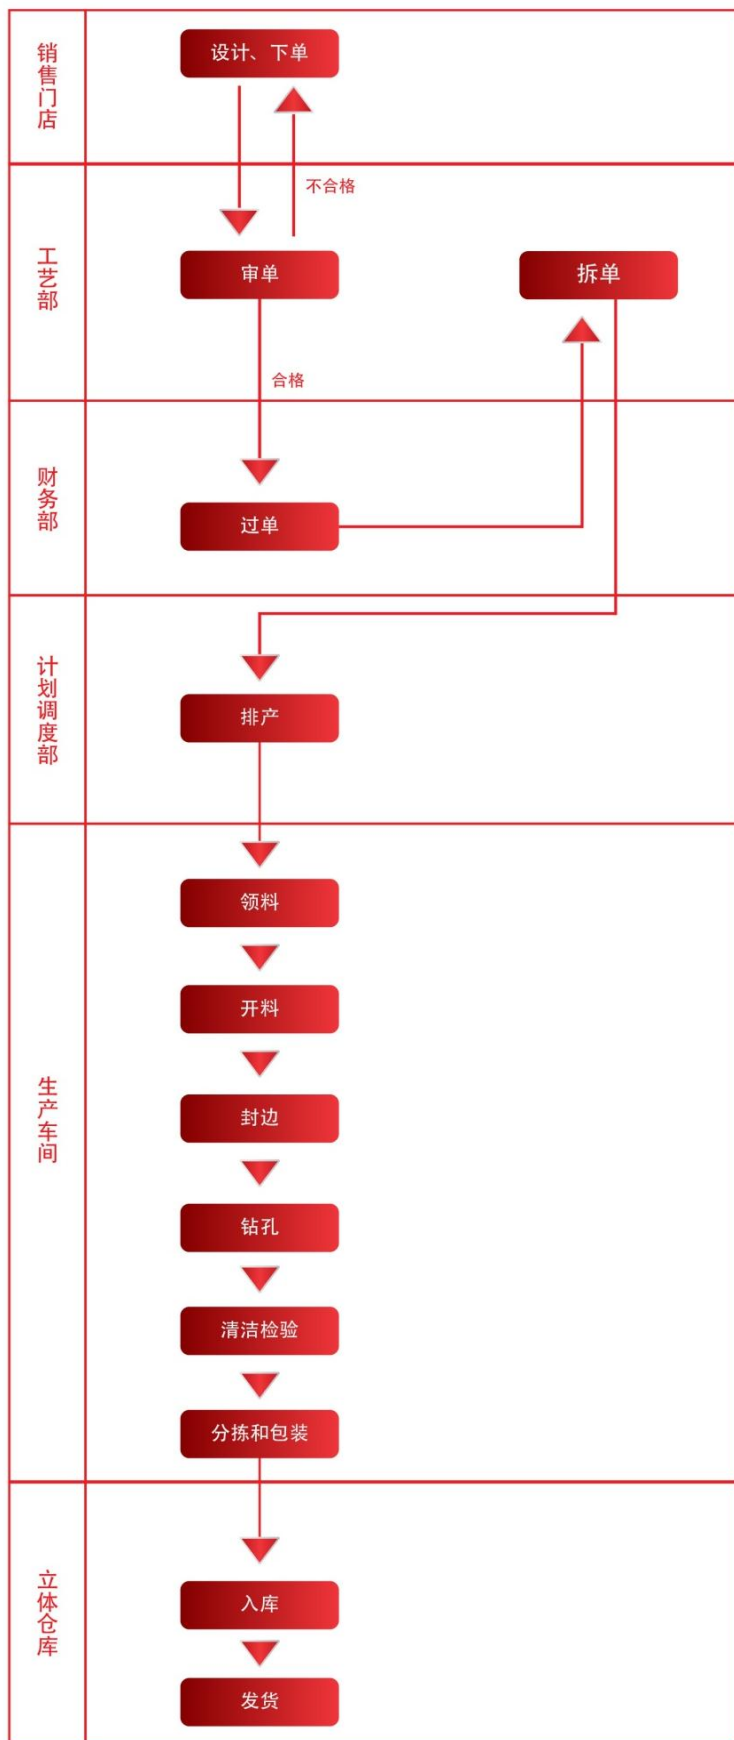 销售门店
设计、下单
不合格
工艺部
审单
拆单
合格
财务部
过单
计划调度部
排产
生产车间
领料
开料
封边
钻孔
清洁检验
分拣和包装
立体仓库
入库
发货